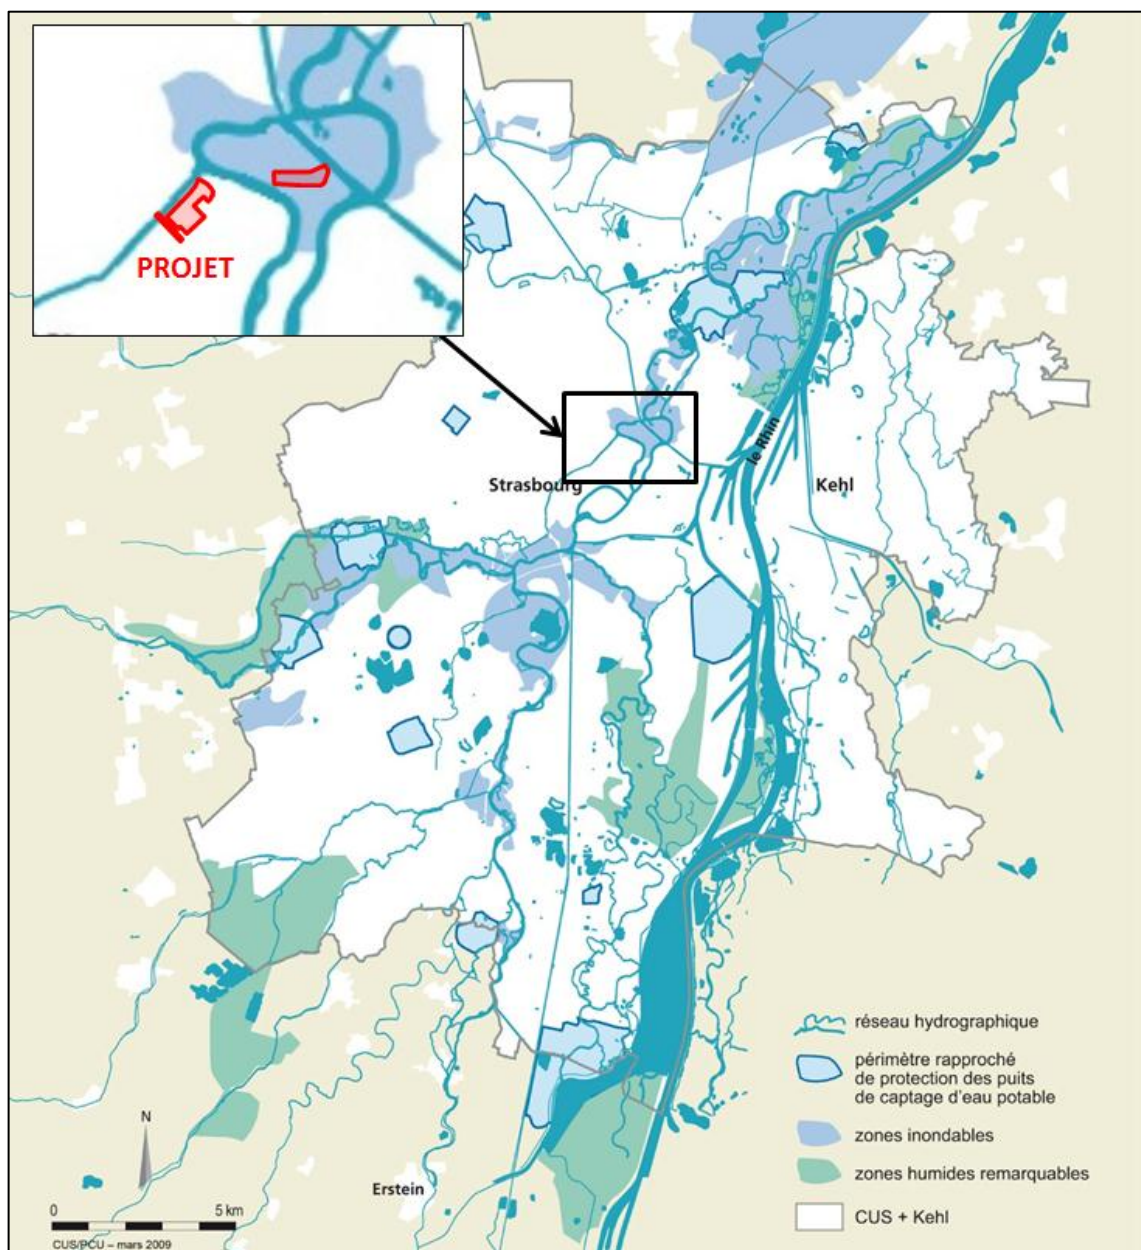 PROJET
le Rhin
Strasbourg
Kehl
Erstein
N
0
5 km
CUS/PCU – mars 2009
réseau hydrographique
périmètre rapproché
de protection des puits
de captage d'eau potable
zones inondables
zones humides remarquables
CUS + Kehl